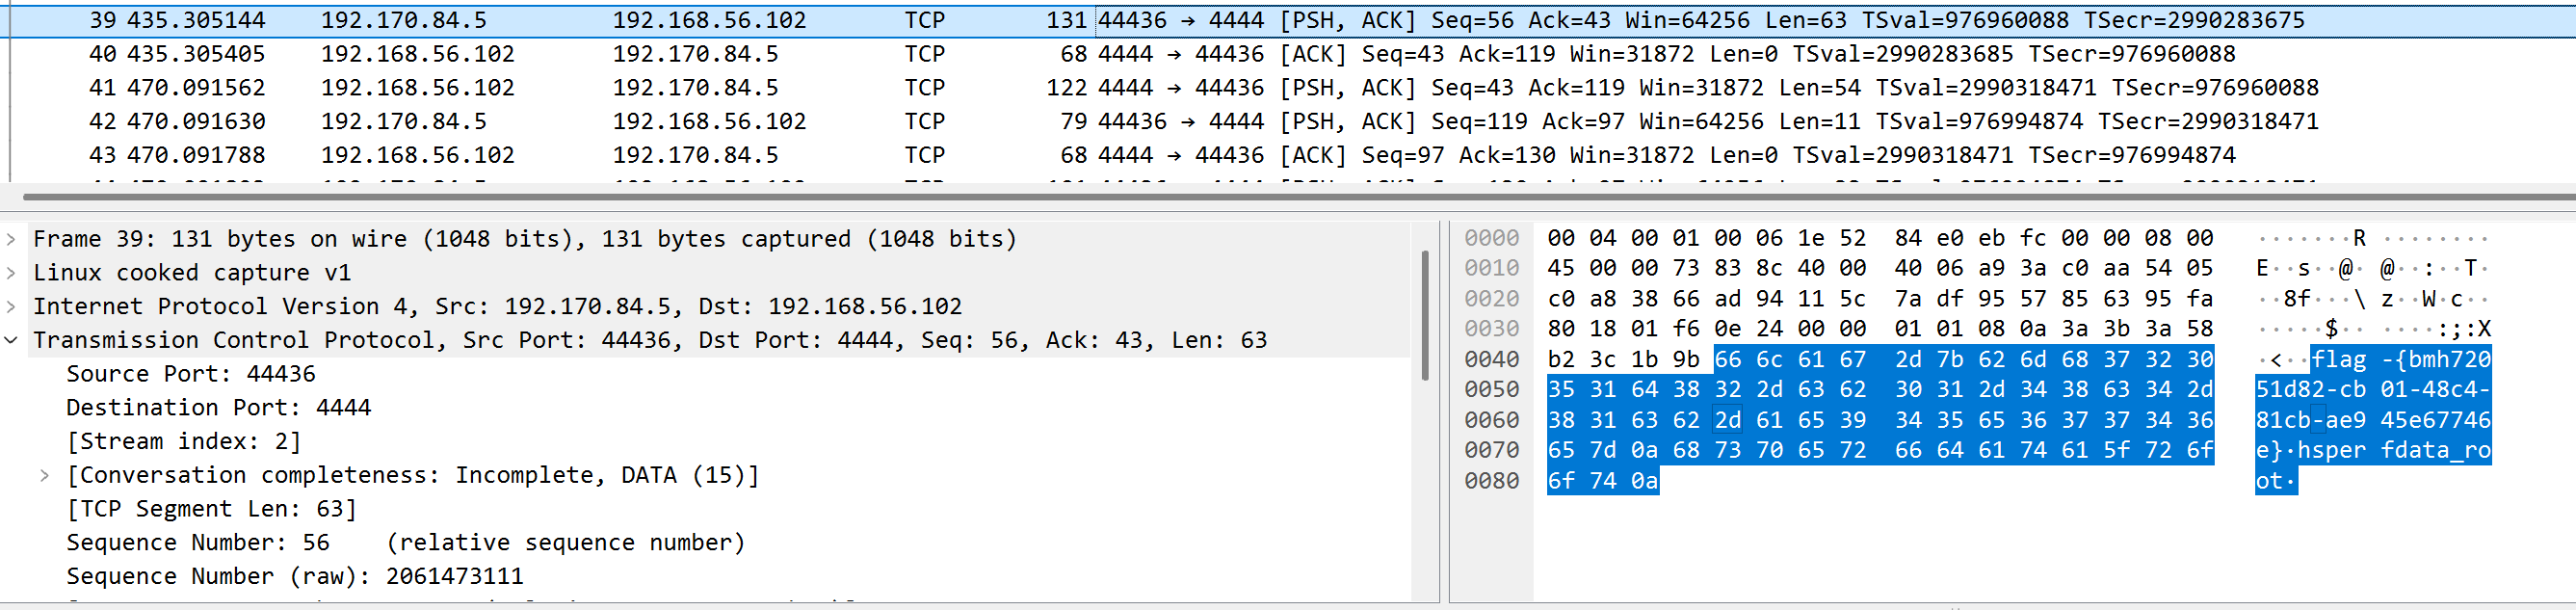 39 435.305144 192.170.84.5 192.168.56.102 TCP 131 44436 → 4444 [PSH, ACK] Seq=56 Ack=43 Win=64256 Len=63 TSval=976960088 TSecr=2990283675
40 435.305405 192.168.56.102 192.170.84.5 TCP 68 4444 → 44436 [ACK] Seq=43 Ack=119 Win=31872 Len=0 TSval=2990283685 TSecr=976960088
41 470.091562 192.168.56.102 192.170.84.5 TCP 122 4444 → 44436 [PSH, ACK] Seq=43 Ack=119 Win=31872 Len=54 TSval=2990318471 TSecr=976960088
42 470.091630 192.170.84.5 192.168.56.102 TCP 79 44436 → 4444 [PSH, ACK] Seq=119 Ack=97 Win=64256 Len=11 TSval=976994874 TSecr=2990318471
43 470.091788 192.168.56.102 192.170.84.5 TCP 68 4444 → 44436 [ACK] Seq=97 Ack=130 Win=31872 Len=0 TSval=2990318471 TSecr=976994874
Frame 39: 131 bytes on wire (1048 bits), 131 bytes captured (1048 bits)
Linux cooked capture v1
Internet Protocol Version 4, Src: 192.170.84.5, Dst: 192.168.56.102
Transmission Control Protocol, Src Port: 44436, Dst Port: 4444, Seq: 56, Ack: 43, Len: 63
Source Port: 44436
Destination Port: 4444
[Stream index: 2]
[Conversation completeness: Incomplete, DATA (15)]
[TCP Segment Len: 63]
Sequence Number: 56 (relative sequence number)
Sequence Number (raw): 2061473111
0000 00 04 00 01 00 06 1e 52 84 e0 eb fc 00 00 08 00 ·······R ········
0010 45 00 00 73 83 8c 40 00 40 06 a9 3a c0 aa 54 05 E··s··@· @··:··T·
0020 c0 a8 38 66 ad 94 11 5c 7a df 95 57 85 63 95 fa ··8f···\ z··W·c··
0030 80 18 01 f6 0e 24 00 00 01 01 08 0a 3a 3b 3a 58 ·····$·· ····:;:X
0040 b2 3c 1b 9b 66 6c 61 67 2d 7b 62 6d 68 37 32 30 ·<··flag -{bmh720
0050 35 31 64 38 32 2d 63 62 30 31 2d 34 38 63 34 2d 51d82-cb 01-48c4-
0060 38 31 63 62 2d 61 65 39 34 35 65 36 37 37 34 36 81cb-ae9 45e67746
0070 65 7d 0a 68 73 70 65 72 66 64 61 74 61 5f 72 6f e}·hsper fdata_ro
0080 6f 74 0a ot·